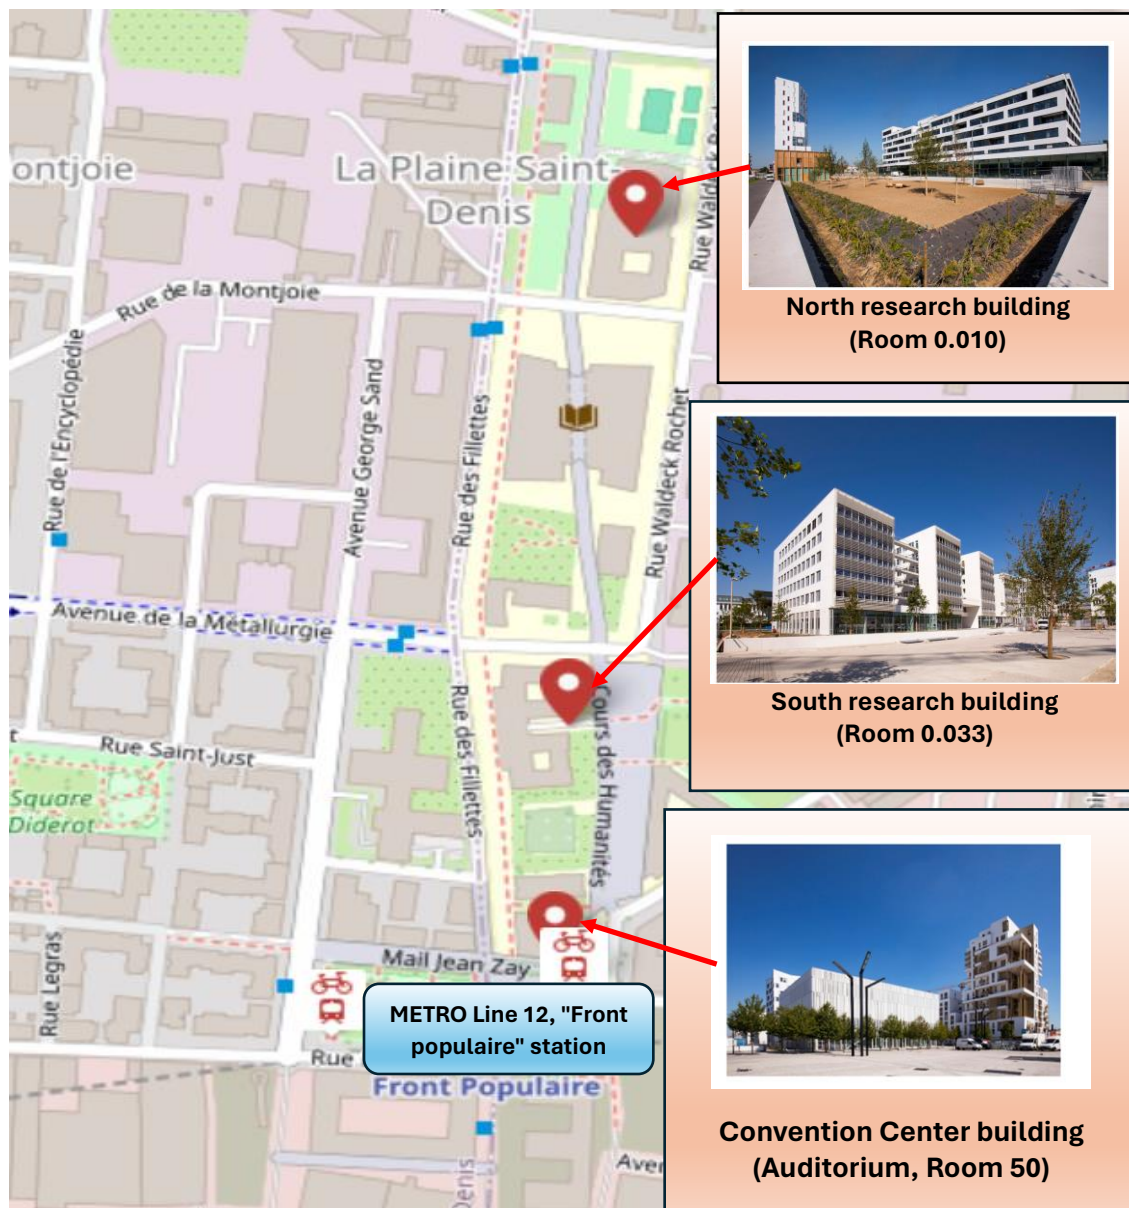 ontjoie
La Plaine Saint-
Denis
Rue de la Montjoie
Rue de l'Encyclopédie
Avenue George Sand
Rue des Fillettes
Rue Waldeck Rochet
Rue Waldeck
North research building
(Room 0.010)
Avenue de la Métallurgie
Rue Saint-Just
Square
Diderot
Rue des Fillettes
Cours des Humanités
South research building
(Room 0.033)
Rue Legras
Mail Jean Zay
METRO Line 12, "Front
populaire" station
Rue
Front Populaire
Denis
Aver
Convention Center building
(Auditorium, Room 50)